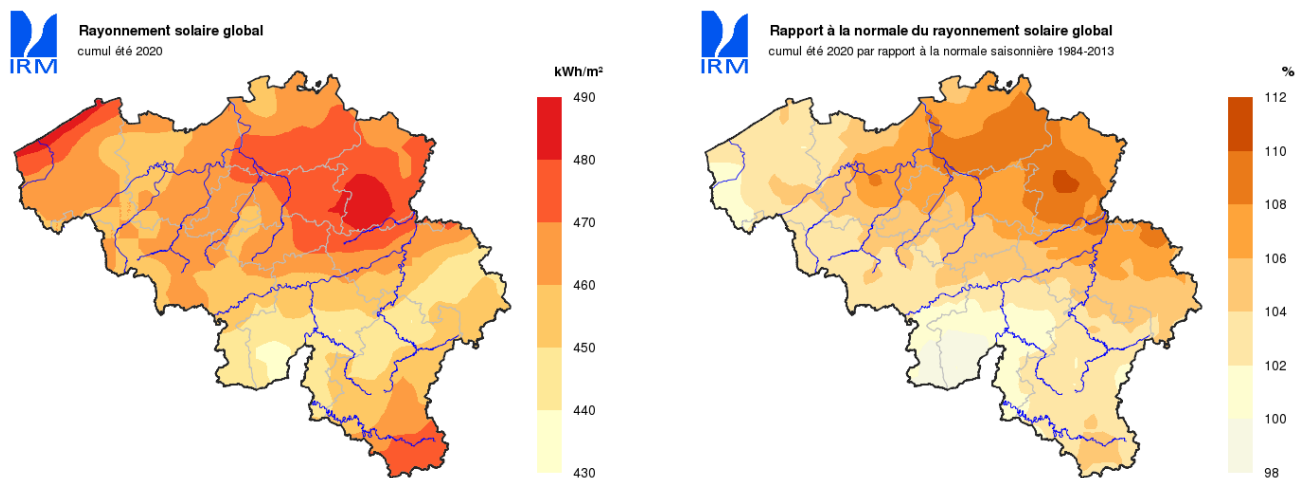 IRM
Rayonnement solaire global
cumul été 2020
kWh/m²
490
480
470
460
450
440
430
IRM
Rapport à la normale du rayonnement solaire global
cumul été 2020 par rapport à la normale saisonnière 1984-2013
%
112
110
108
106
104
102
100
98